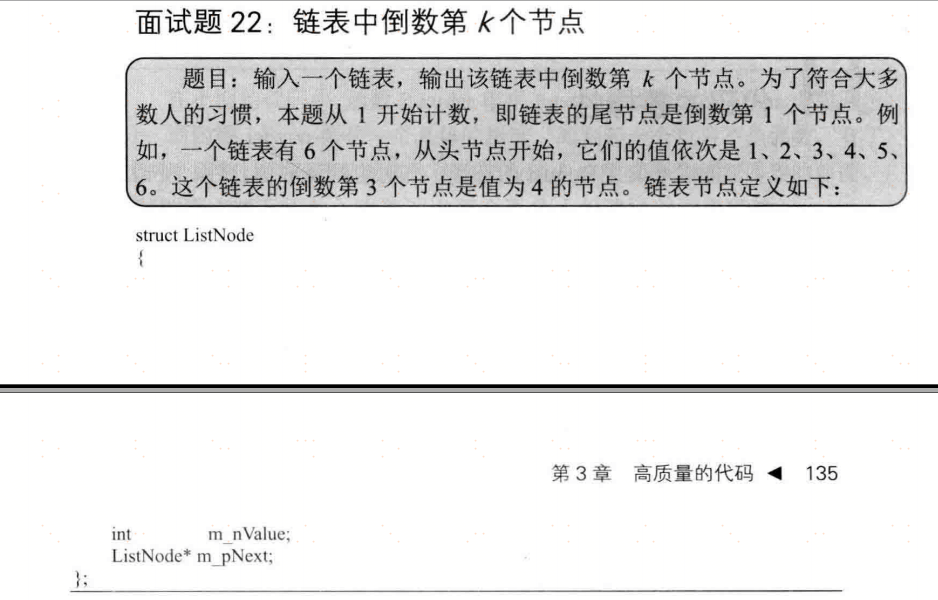 面试题 22：链表中倒数第 k 个节点
题目：输入一个链表，输出该链表中倒数第 k 个节点。为了符合大多
数人的习惯，本题从 1 开始计数，即链表的尾节点是倒数第 1 个节点。例
如，一个链表有 6 个节点，从头节点开始，它们的值依次是 1、2、3、4、5、
6。这个链表的倒数第 3 个节点是值为 4 的节点。链表节点定义如下：
struct ListNode
{
第 3 章 高质量的代码 ◀ 135
int m_nValue;
ListNode* m_pNext;
};